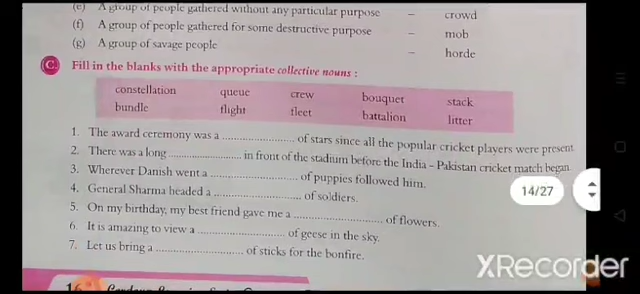 (e) A group of people gathered without any particular purpose – crowd
(f) A group of people gathered for some destructive purpose – mob
(g) A group of savage people – horde
(C.) Fill in the blanks with the appropriate collective nouns :
constellation queue crew bouquet stack
bundle flight fleet battalion litter
1. The award ceremony was a ........................ of stars since all the popular cricket players were present.
2. There was a long ........................ in front of the stadium before the India – Pakistan cricket match began.
3. Wherever Danish went a ........................ of puppies followed him.
4. General Sharma headed a ........................ of soldiers.
5. On my birthday, my best friend gave me a ........................ of flowers.
6. It is amazing to view a ........................ of geese in the sky.
7. Let us bring a ........................ of sticks for the bonfire.
14/27
16
XRecorder